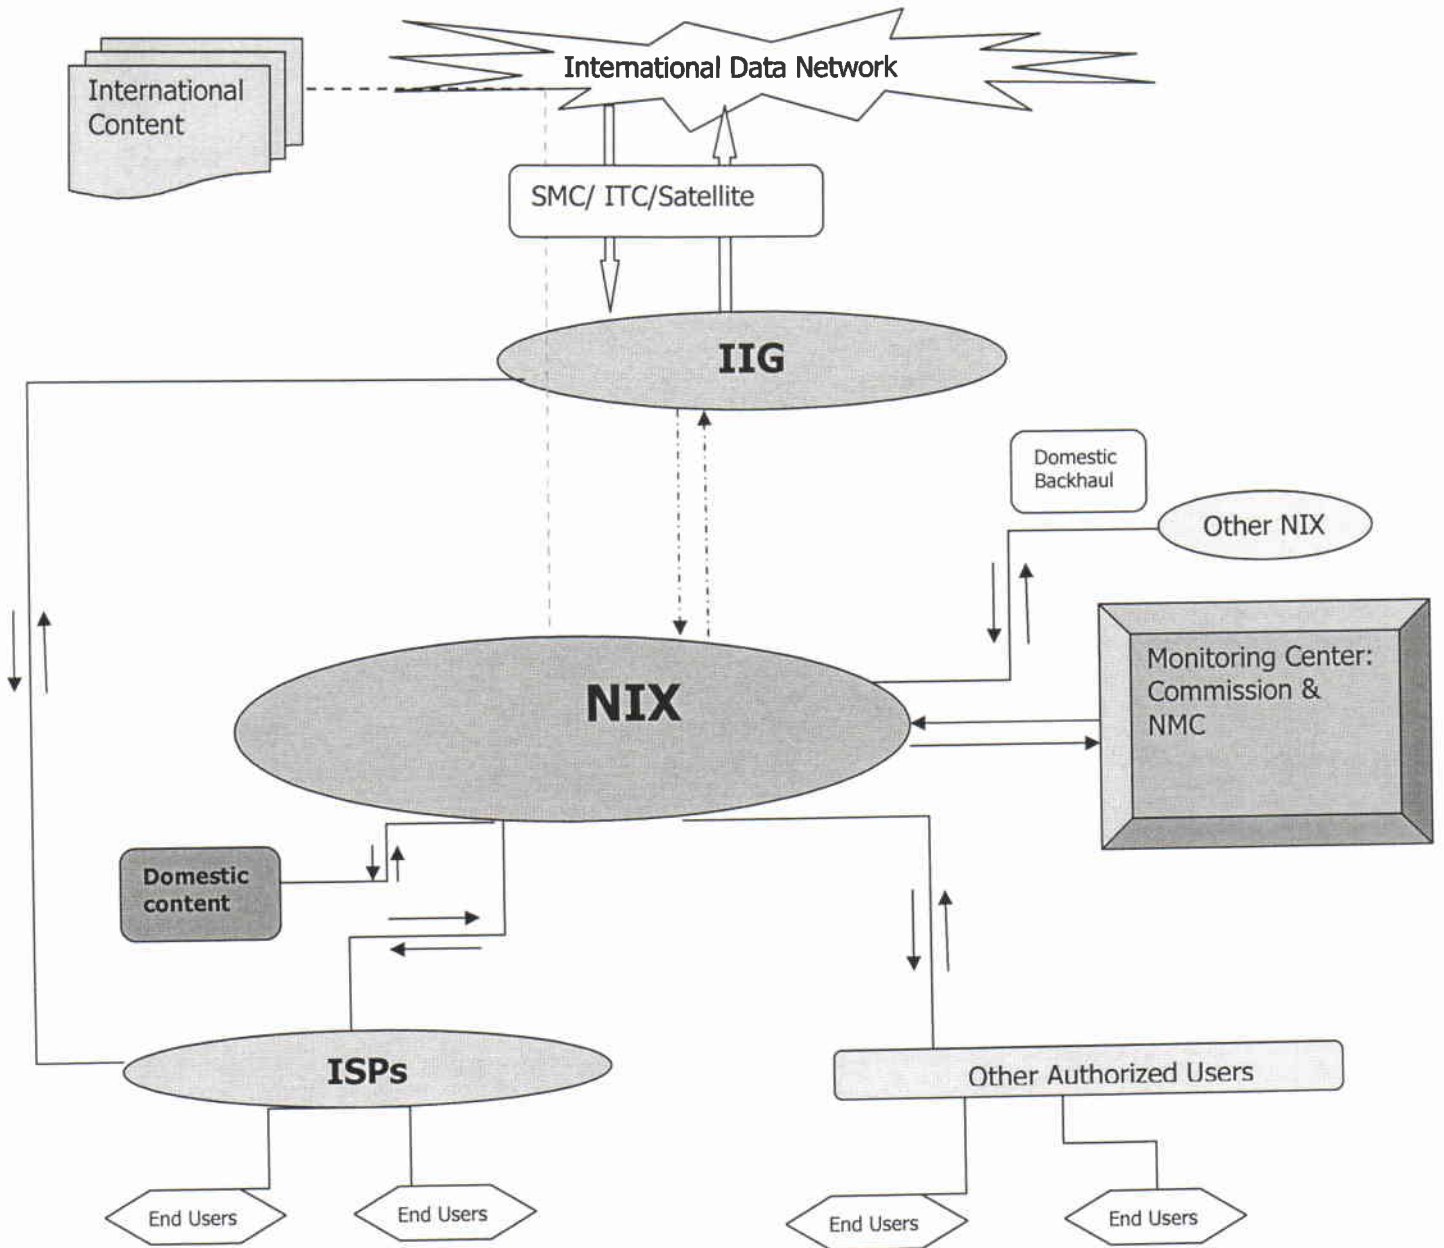 International Data Network
International
Content
SMC/ ITC/Satellite
IIG
Domestic
Backhaul
Other NIX
Monitoring Center:
Commission &
NMC
NIX
Domestic
content
ISPs
Other Authorized Users
End Users
End Users
End Users
End Users